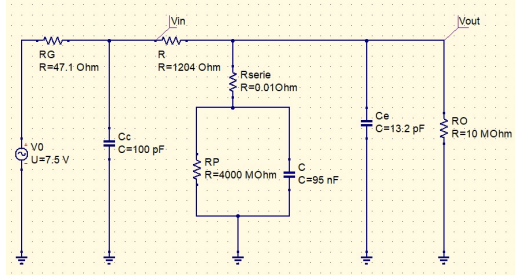 Vin
Vout
RG
R=47.1 Ohm
R
R=1204 Ohm
Rserie
R=0.01Ohm
Cc
C=100 pF
Ce
C=13.2 pF
RO
R=10 MOhm
V0
U=7.5 V
RP
R=4000 MOhm
C
C=95 nF